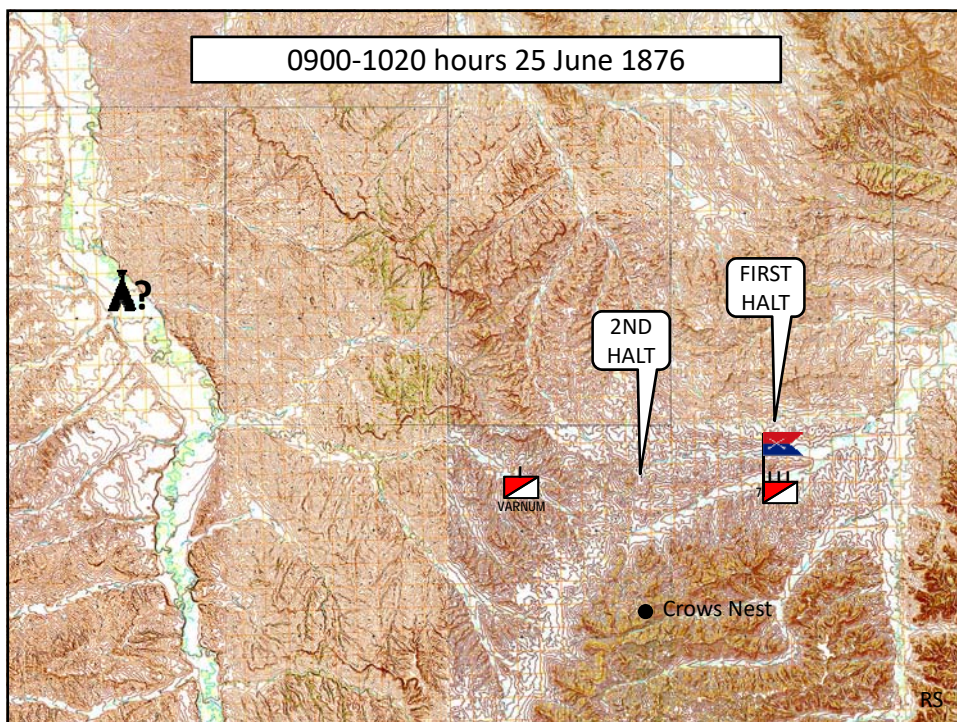 0900-1020 hours 25 June 1876
FIRST
HALT
2ND
HALT
?
VARNUM
Crows Nest
RS